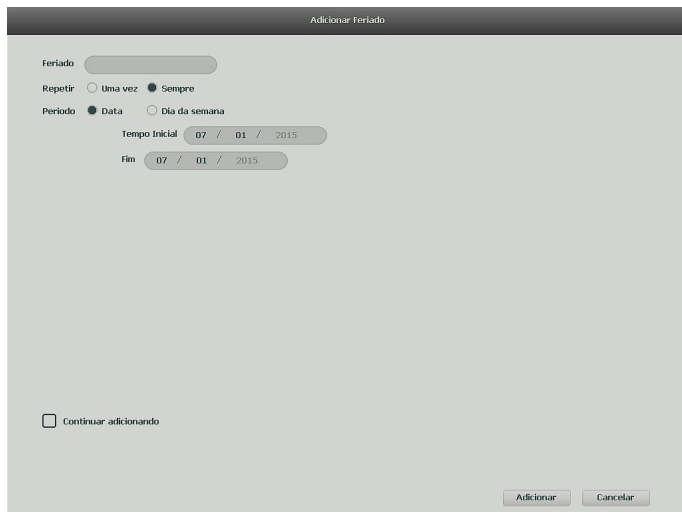 Adicionar Feriado
Feriado
Repetir Uma vez Sempre
Periodo Data Dia da semana
Tempo Inicial 07 / 01 / 2015
Fim 07 / 01 / 2015
Continuar adicionando
Adicionar Cancelar